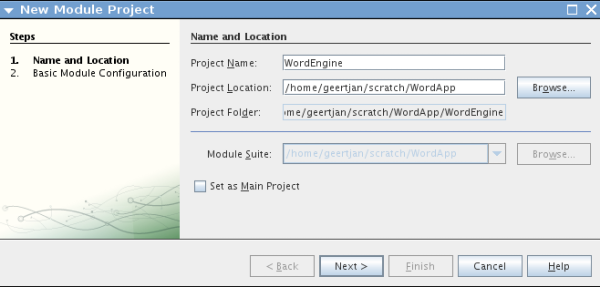 New Module Project
Steps
1. Name and Location
2. Basic Module Configuration
Name and Location
Project Name: WordEngine
Project Location: /home/geertjan/scratch/WordApp Browse...
Project Folder: me/geertjan/scratch/WordApp/WordEngine
Module Suite: /home/geertjan/scratch/WordApp Browse...
Set as Main Project
< Back Next > Finish Cancel Help